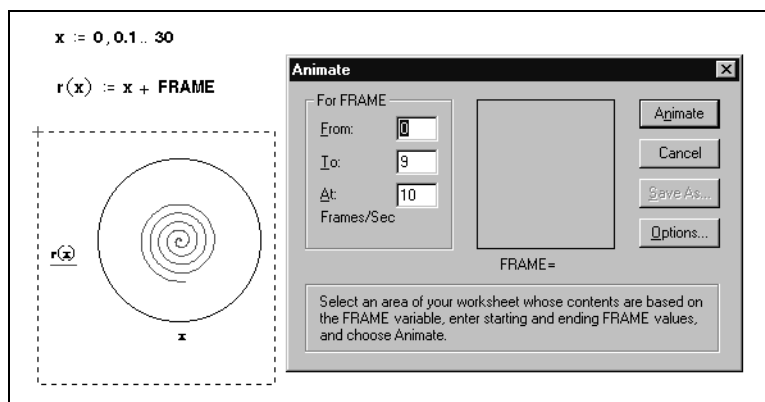 x := 0, 0.1 .. 30
r(x) := x + FRAME
r(x)
x
Animate
For FRAME
From: 0
To: 9
At: 10
Frames/Sec
FRAME=
Animate
Cancel
Save As...
Options...
Select an area of your worksheet whose contents are based on
the FRAME variable, enter starting and ending FRAME values,
and choose Animate.